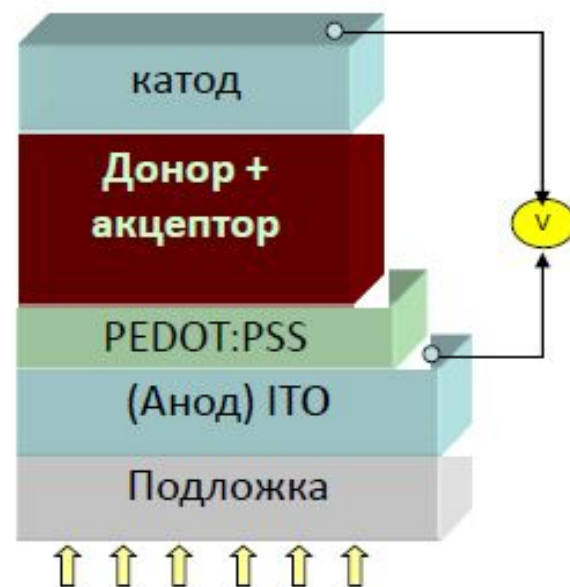 катод
V
Донор +
акцептор
PEDOT:PSS
(Анод) ITO
Подложка